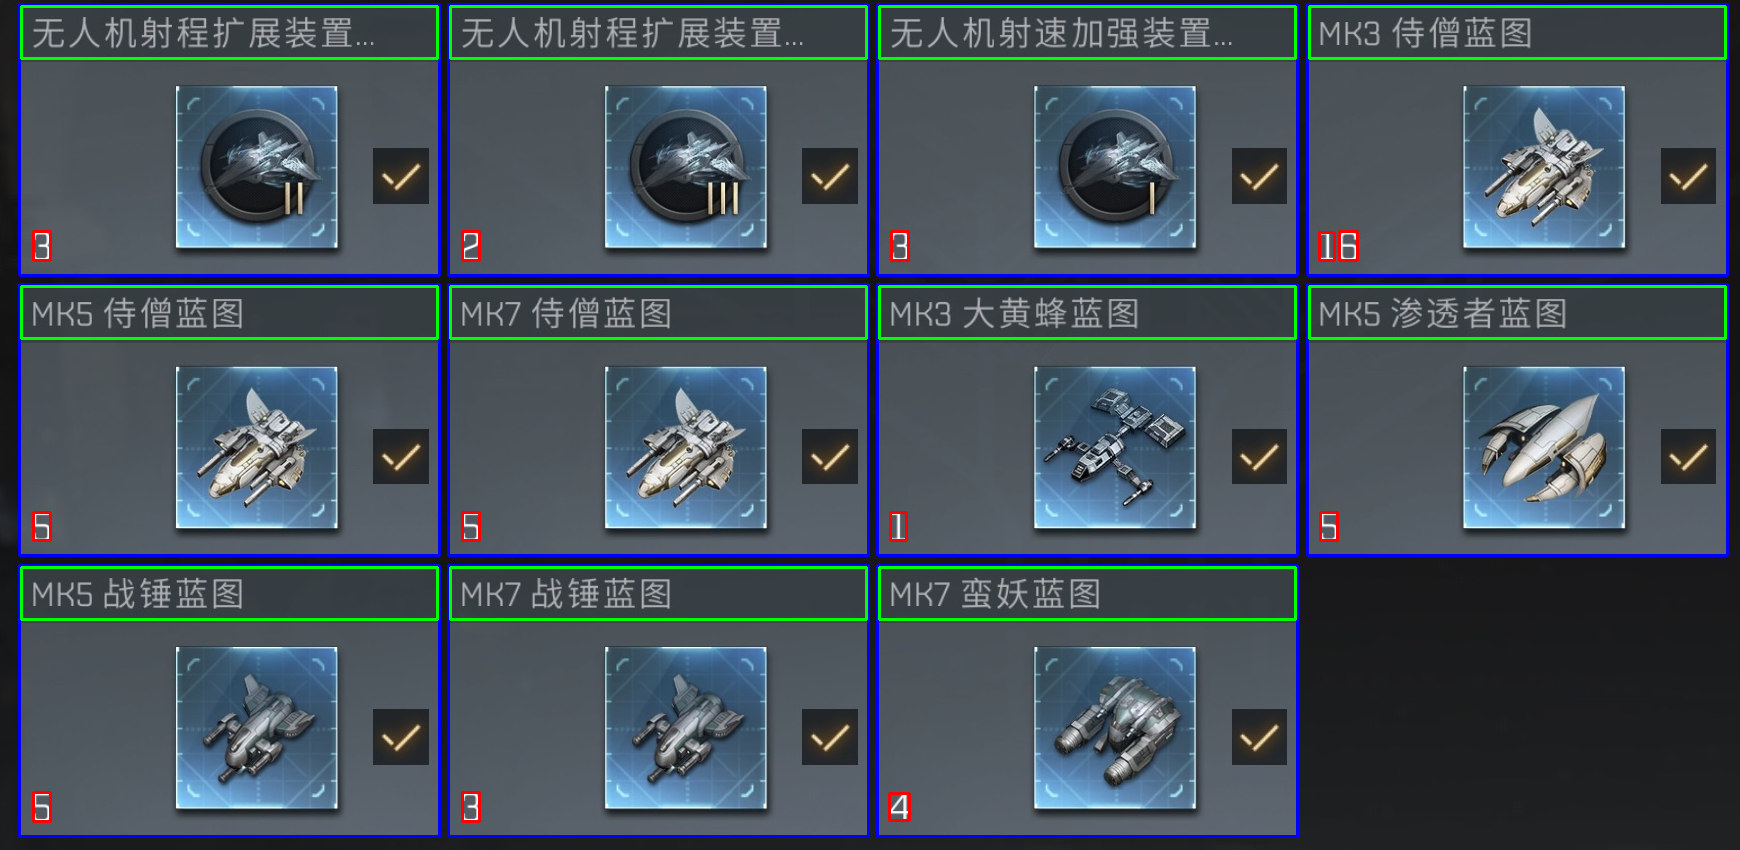 无人机射程扩展装置...
无人机射程扩展装置...
无人机射速加强装置...
MK3 侍僧蓝图
3
2
3
16
MK5 侍僧蓝图
MK7 侍僧蓝图
MK3 大黄蜂蓝图
MK5 渗透者蓝图
5
5
1
5
MK5 战锤蓝图
MK7 战锤蓝图
MK7 蛮妖蓝图
5
3
4